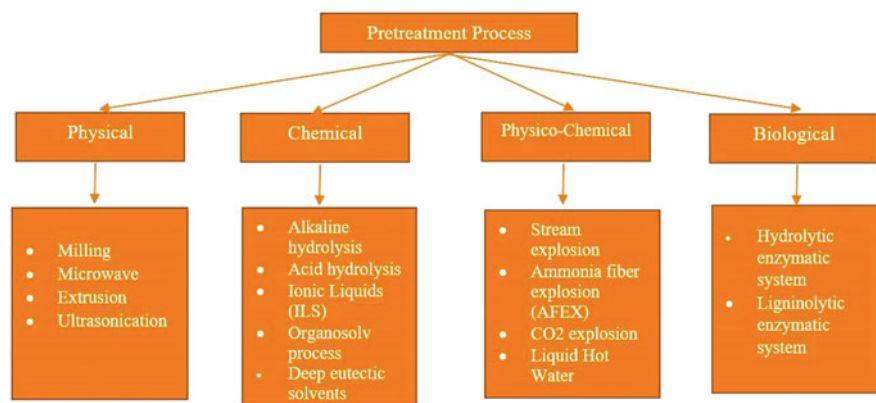 Pretreatment Process
Physical
Chemical
Physico-Chemical
Biological
● Milling
● Microwave
● Extrusion
● Ultrasonication
● Alkaline
hydrolysis
● Acid hydrolysis
● Ionic Liquids
(ILS)
● Organosolv
process
• Deep eutectic
solvents
● Stream
explosion
● Ammonia fiber
explosion
(AFEX)
● CO2 explosion
● Liquid Hot
Water
• Hydrolytic
enzymatic
system
● Ligninolytic
enzymatic
system